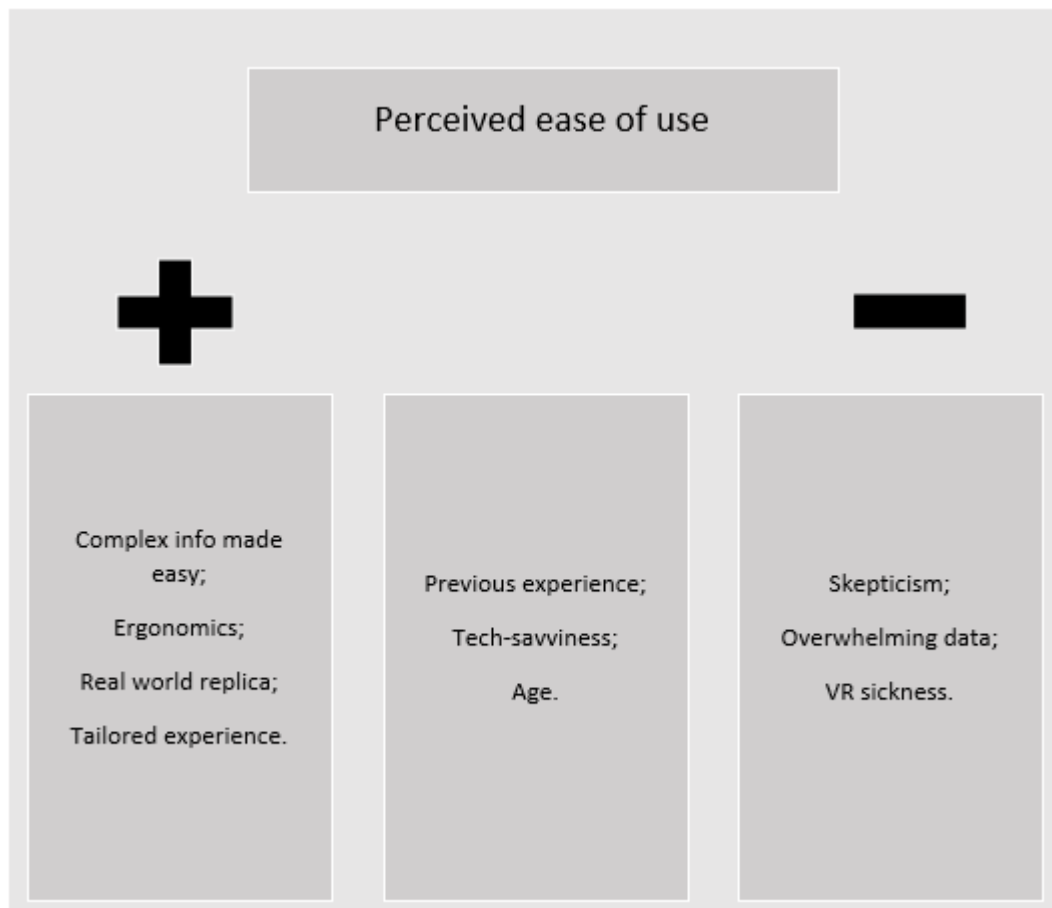 Perceived ease of use
Complex info made
easy;
Ergonomics;
Real world replica;
Tailored experience.
Previous experience;
Tech-savviness;
Age.
Skepticism;
Overwhelming data;
VR sickness.